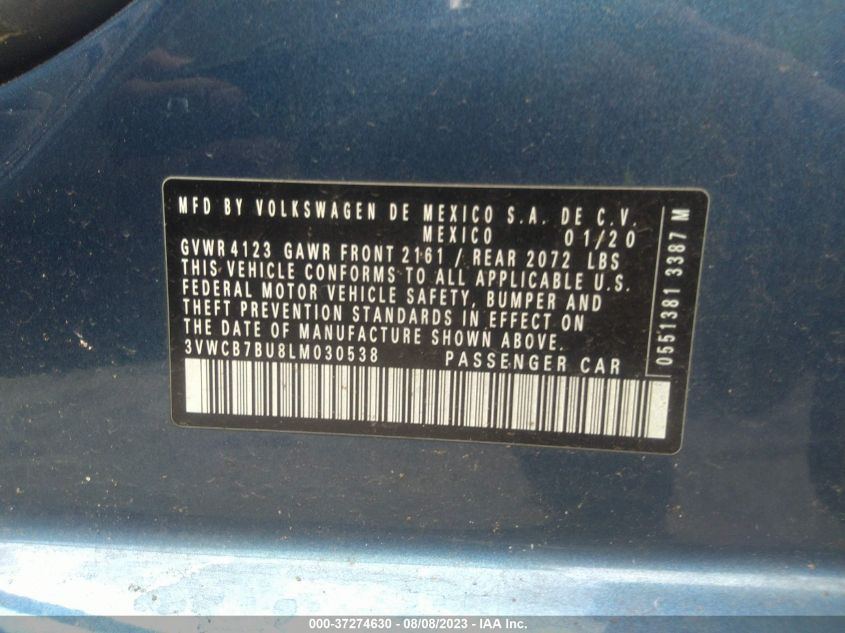 MFD BY VOLKSWAGEN DE MEXICO S.A. DE C.V.
MEXICO 01/20
GVWR 4123 GAWR FRONT 2161 / REAR 2072 LBS
THIS VEHICLE CONFORMS TO ALL APPLICABLE U.S.
FEDERAL MOTOR VEHICLE SAFETY, BUMPER AND
THEFT PREVENTION STANDARDS IN EFFECT ON
THE DATE OF MANUFACTURE SHOWN ABOVE.
3VWCB7BU8LM030538 PASSENGER CAR
0551381 3387 M
000-37274630 - 08/08/2023 - IAA Inc.